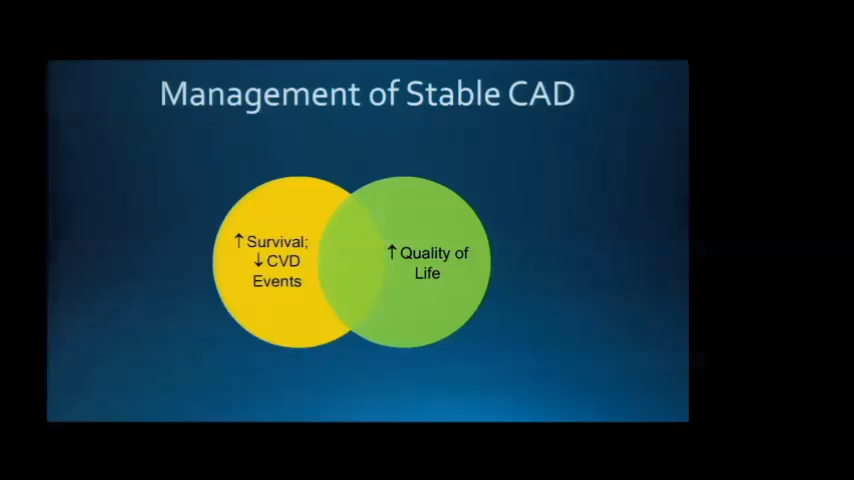 Management of Stable CAD
↑Survival;
↓CVD
Events
↑Quality of
Life